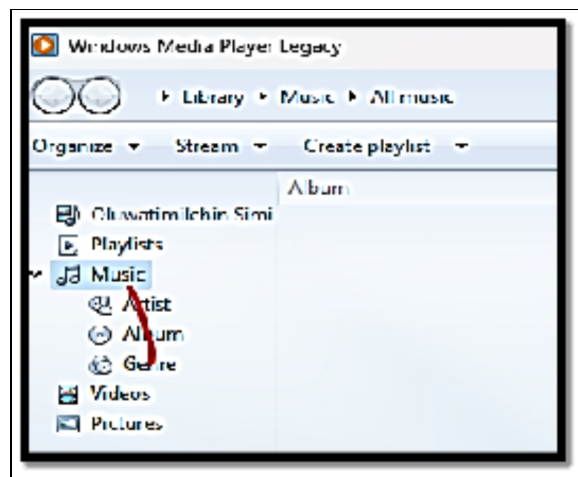 Windows Media Player Legacy
Library Music All music
Organize Stream Create playlist
Album
Simi
Playlists
Music
Artist
Album
Genre
Videos
Pictures